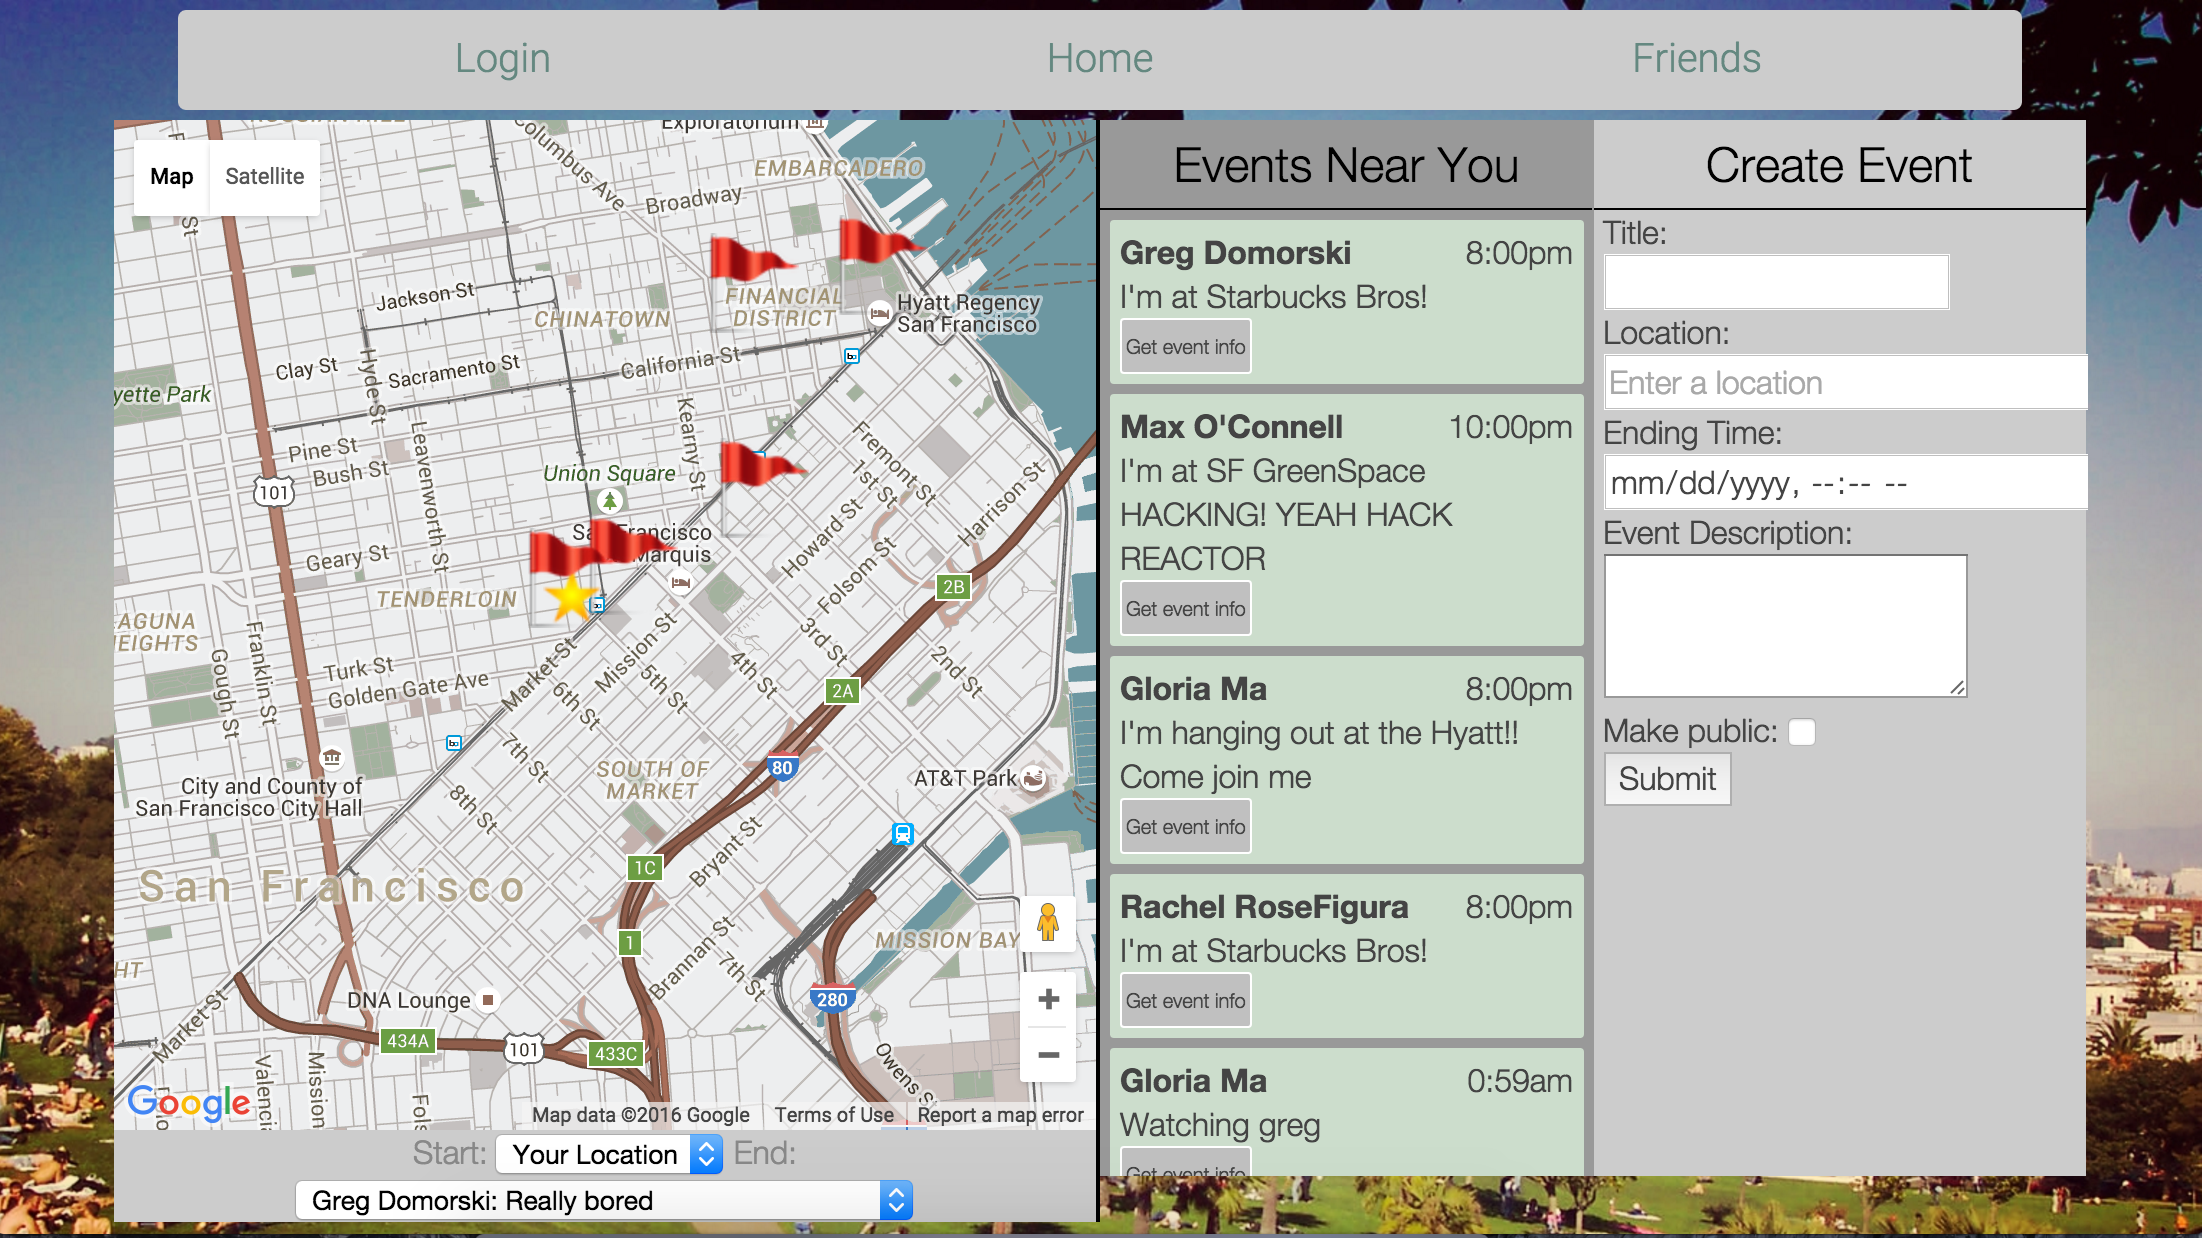 Login
Home
Friends
Map
Satellite
Exploratorium
EMBARCADERO
Columbus Ave
Broadway
St
Jackson St
CHINATOWN
FINANCIAL
DISTRICT
Hyatt Regency
San Francisco
Clay St
Hyde St
Sacramento St
California St
yette Park
Pine St
Bush St
Leavenworth St
Kearny St
Fremont St
1st St
Harrison St
101
Union Square
San Francisco
Marquis
Howard St
Folsom St
Geary St
TENDERLOIN
2B
AGUNA
HEIGHTS
Franklin St
Gough St
Turk St
Golden Gate Ave
Market St
Mission St
3rd St
4th St
5th St
6th St
7th St
2nd St
2A
80
SOUTH OF
MARKET
AT&T Park
City and County of
San Francisco City Hall
8th St
Bryant St
1C
San Francisco
1
Brannan St
7th St
MISSION BAY
HT
DNA Lounge
280
Market St
434A
101
433C
Owens S
Valencia
Mission
Fols
Google
Map data ©2016 Google
Terms of Use
Report a map error
Start:
Your Location
End:
Greg Domorski: Really bored
Events Near You
Greg Domorski
8:00pm
I'm at Starbucks Bros!
Get event info
Max O'Connell
10:00pm
I'm at SF GreenSpace
HACKING! YEAH HACK
REACTOR
Get event info
Gloria Ma
8:00pm
I'm hanging out at the Hyatt!!
Come join me
Get event info
Rachel RoseFigura
8:00pm
I'm at Starbucks Bros!
Get event info
Gloria Ma
0:59am
Watching greg
Get event info
Create Event
Title:
Location:
Enter a location
Ending Time:
mm/dd/yyyy, --:-- --
Event Description:
Make public:
Submit